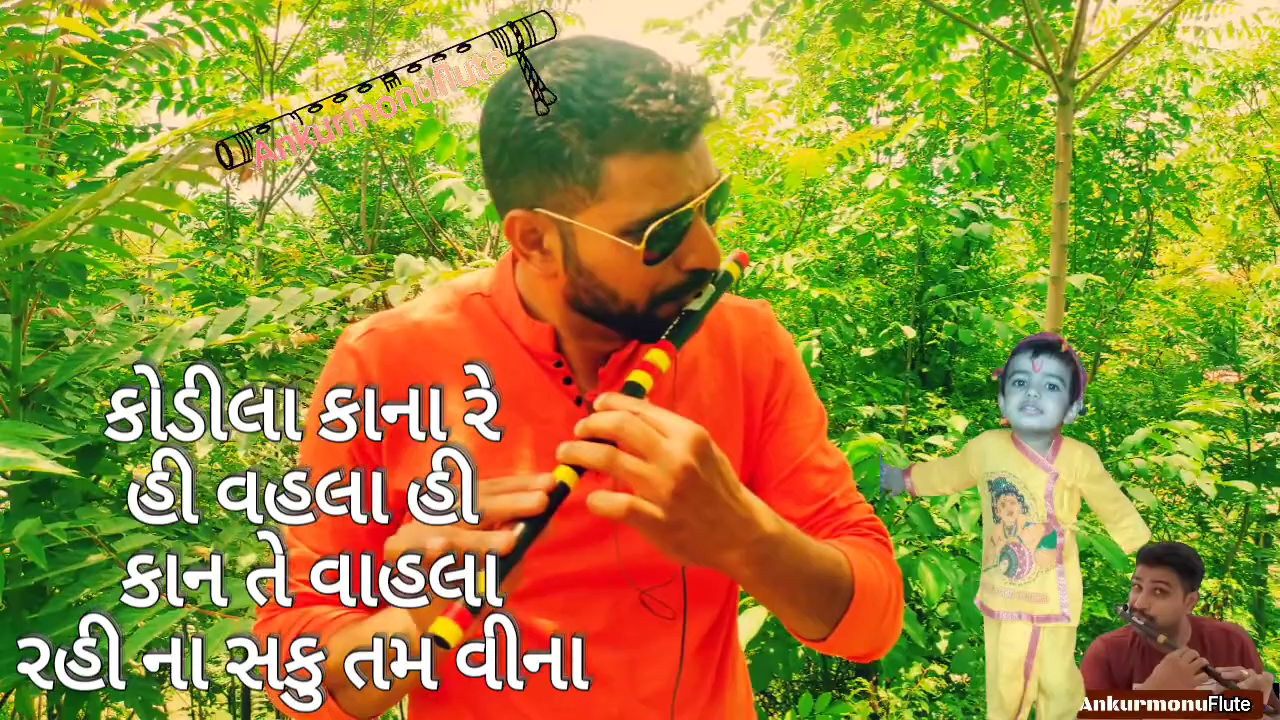 Ankurmonuflute
કોડીલા કાના રે
હી વહલા હી
કાન તે વાહલા
રહી ના સકુ તમ વીના
AnkurmonuFlute